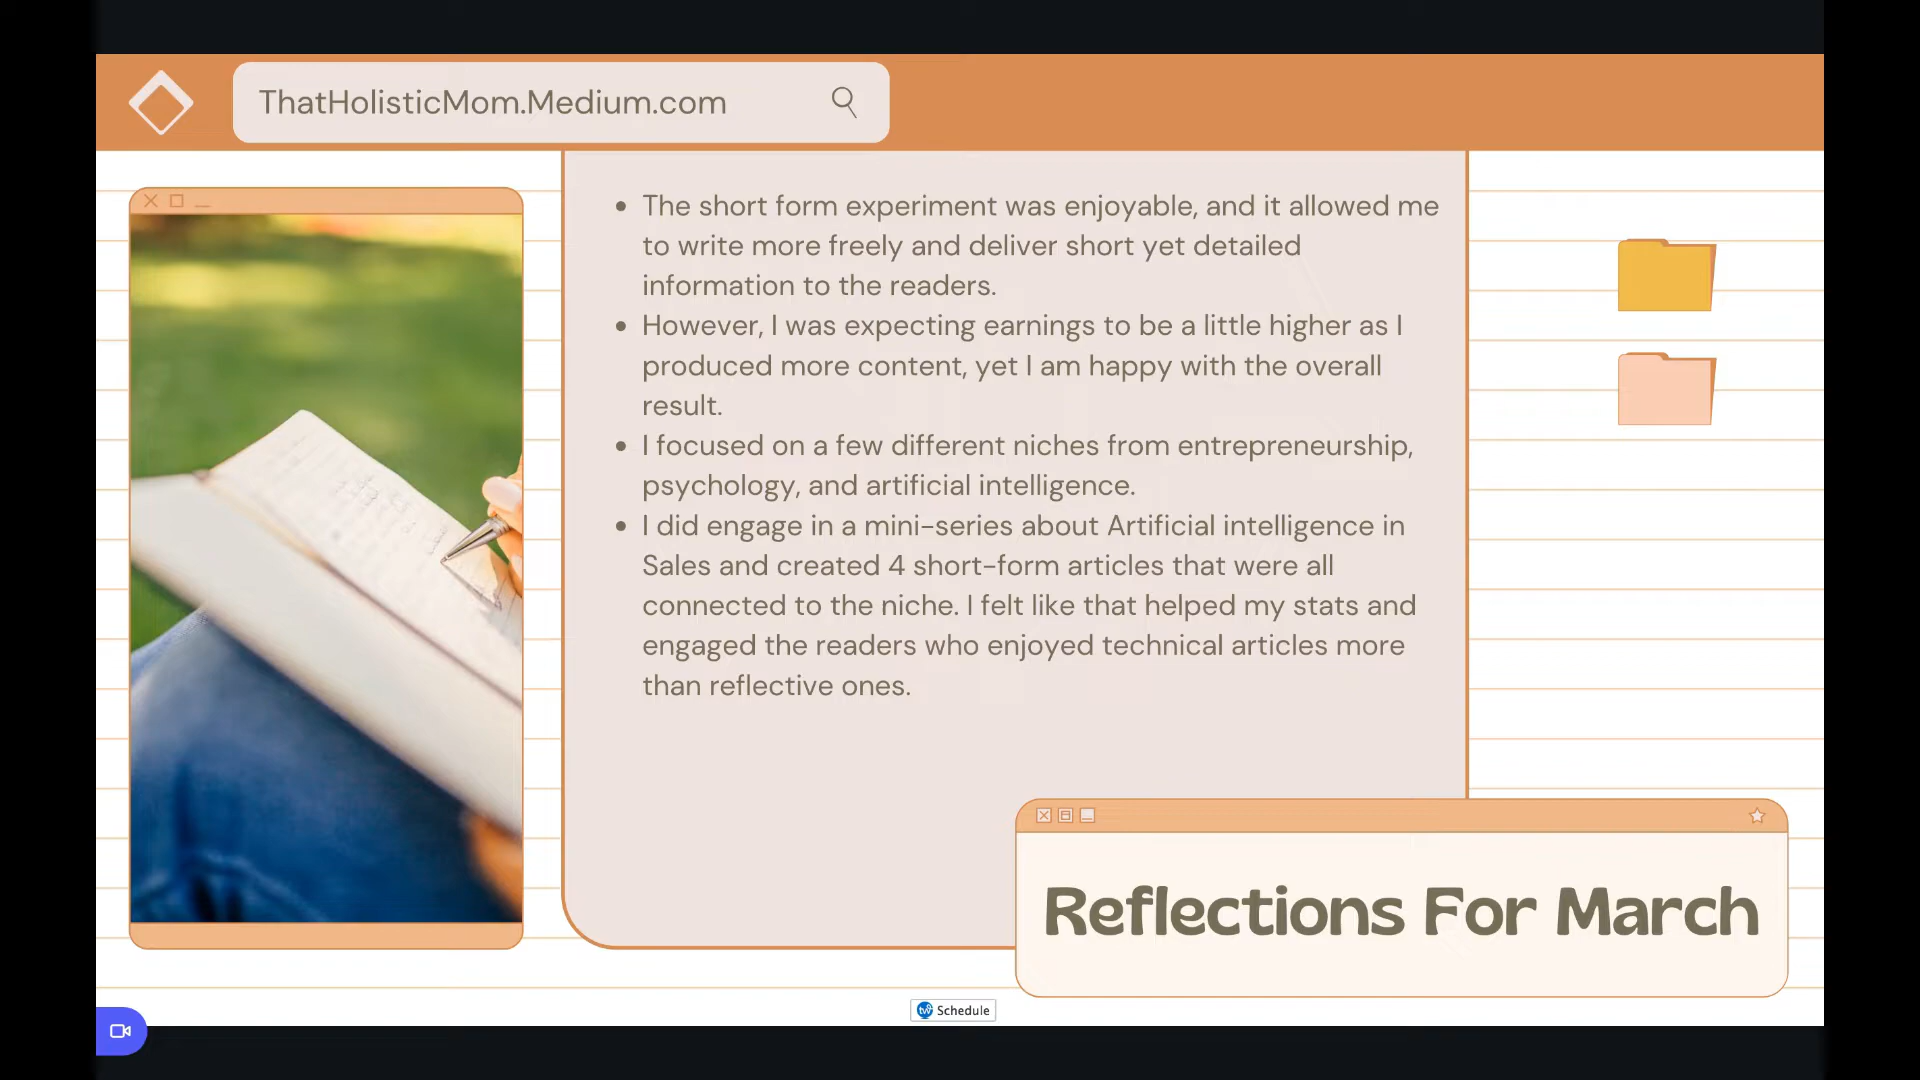 ThatHolisticMom.Medium.com
• The short form experiment was enjoyable, and it allowed me
to write more freely and deliver short yet detailed
information to the readers.
• However, I was expecting earnings to be a little higher as I
produced more content, yet I am happy with the overall
result.
• I focused on a few different niches from entrepreneurship,
psychology, and artificial intelligence.
• I did engage in a mini-series about Artificial intelligence in
Sales and created 4 short-form articles that were all
connected to the niche. I felt like that helped my stats and
engaged the readers who enjoyed technical articles more
than reflective ones.
Reflections For March
Schedule